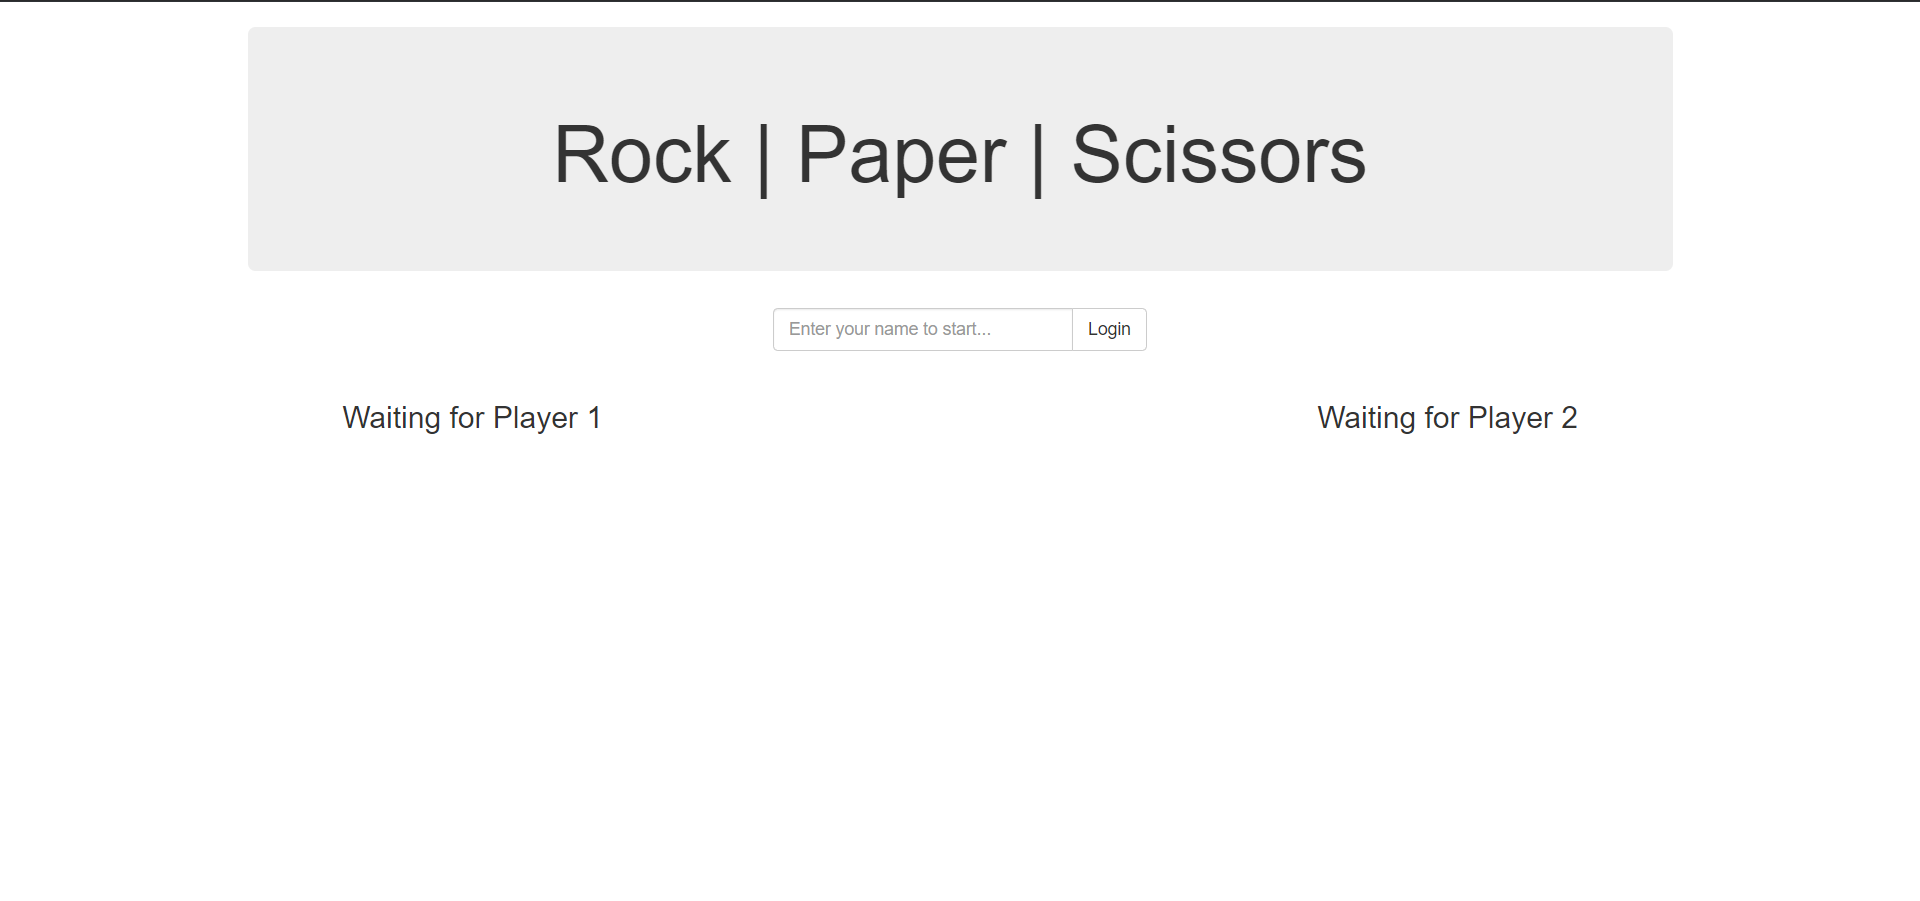 Rock | Paper | Scissors
Enter your name to start...
Login
Waiting for Player 1
Waiting for Player 2